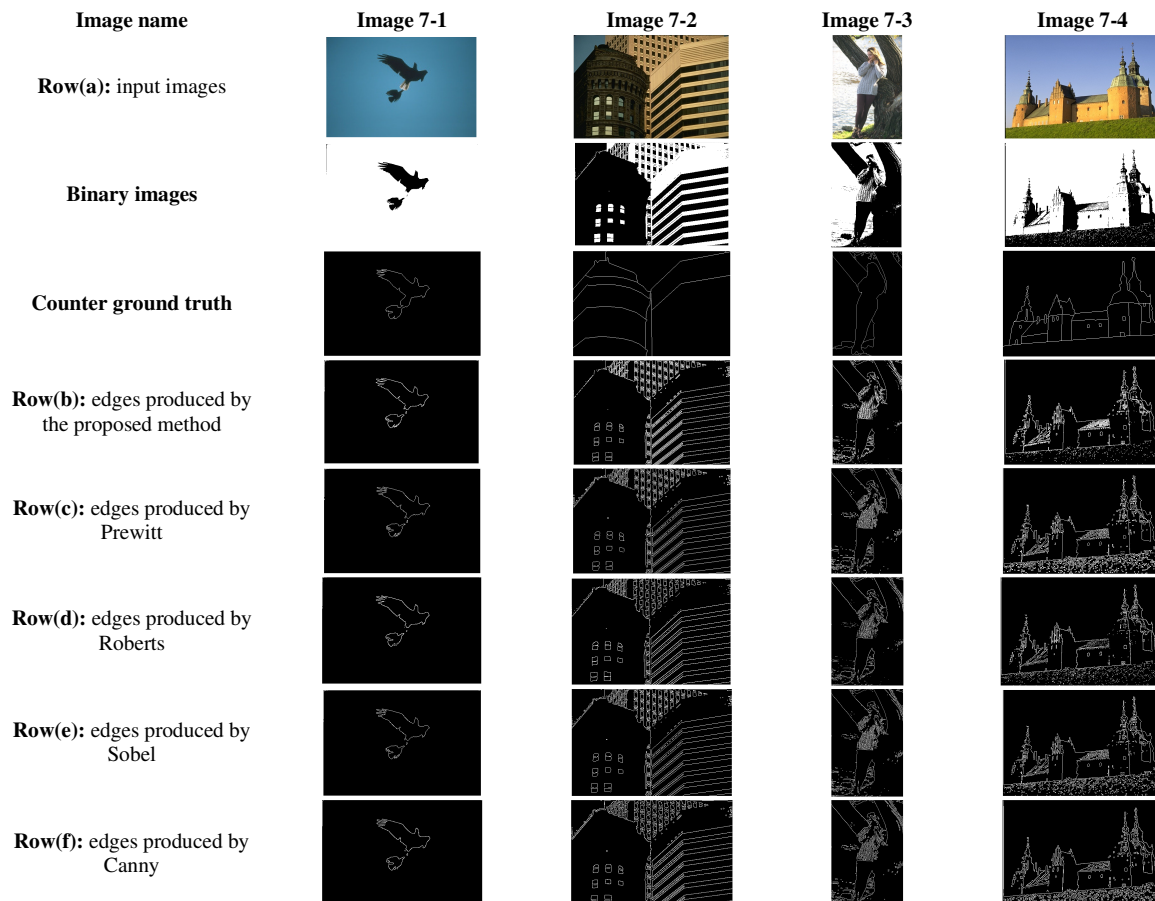 Image name Image 7-1 Image 7-2 Image 7-3 Image 7-4
Row(a): input images
Binary images
Counter ground truth
Row(b): edges produced by
the proposed method
Row(c): edges produced by
Prewitt
Row(d): edges produced by
Roberts
Row(e): edges produced by
Sobel
Row(f): edges produced by
Canny